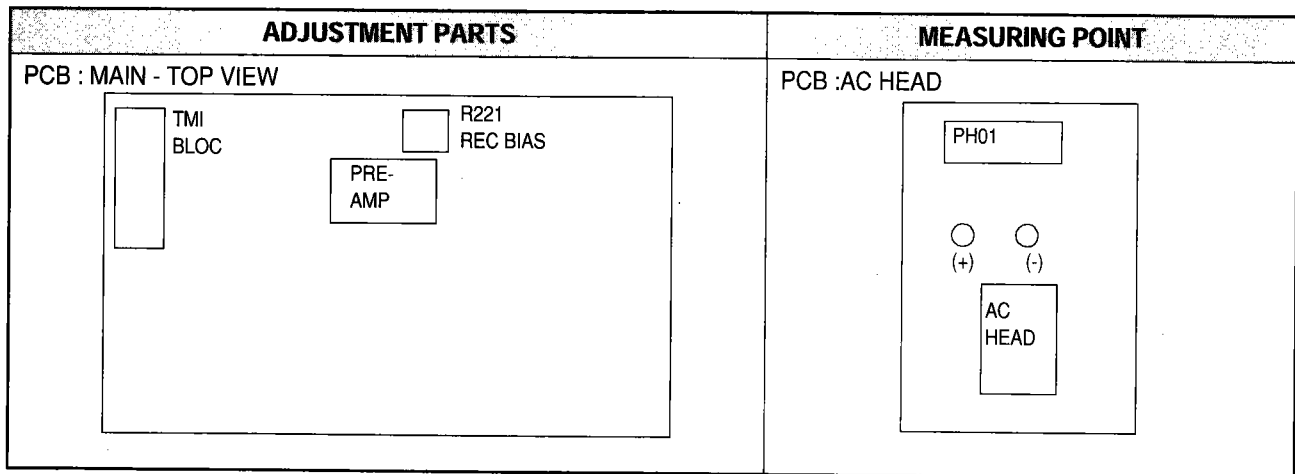 ADJUSTMENT PARTS
MEASURING POINT
PCB : MAIN - TOP VIEW
TMI
BLOC
R221
REC BIAS
PRE-
AMP
PCB :AC HEAD
PH01
(+) (-)
AC
HEAD